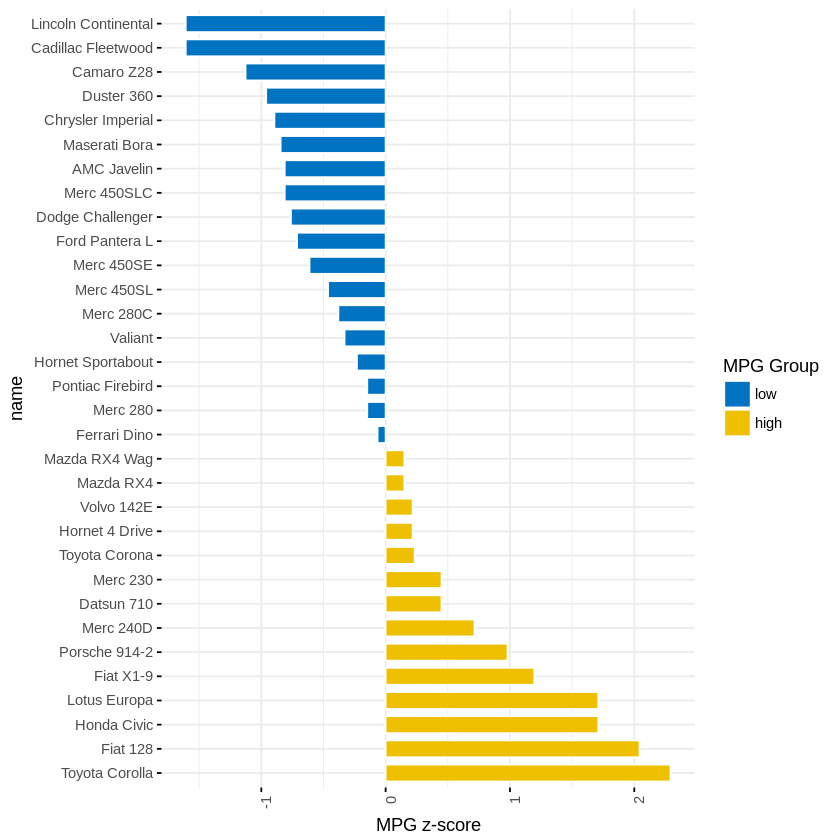 Lincoln Continental
Cadillac Fleetwood
Camaro Z28
Duster 360
Chrysler Imperial
Maserati Bora
AMC Javelin
Merc 450SLC
Dodge Challenger
Ford Pantera L
Merc 450SE
Merc 450SL
Merc 280C
Valiant
Hornet Sportabout
Pontiac Firebird
Merc 280
Ferrari Dino
Mazda RX4 Wag
Mazda RX4
Volvo 142E
Hornet 4 Drive
Toyota Corona
Merc 230
Datsun 710
Merc 240D
Porsche 914-2
Fiat X1-9
Lotus Europa
Honda Civic
Fiat 128
Toyota Corolla
name
-1 0 1 2
MPG z-score
MPG Group
low
high